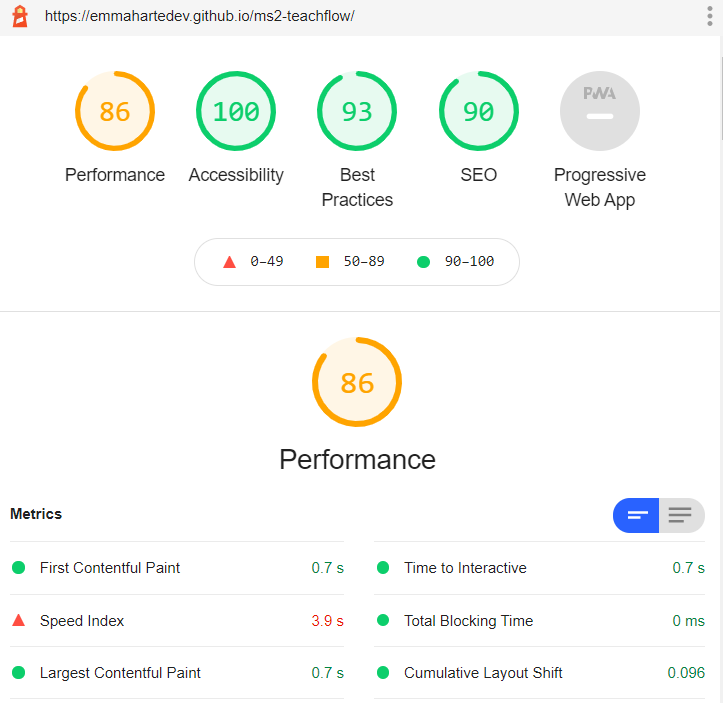 https://emmahartedev.github.io/ms2-teachflow/
86 100 93 90 PWA
Performance Accessibility Best Practices SEO Progressive Web App
0–49 50–89 90–100
86
Performance
Metrics
First Contentful Paint 0.7 s
Time to Interactive 0.7 s
Speed Index 3.9 s
Total Blocking Time 0 ms
Largest Contentful Paint 0.7 s
Cumulative Layout Shift 0.096